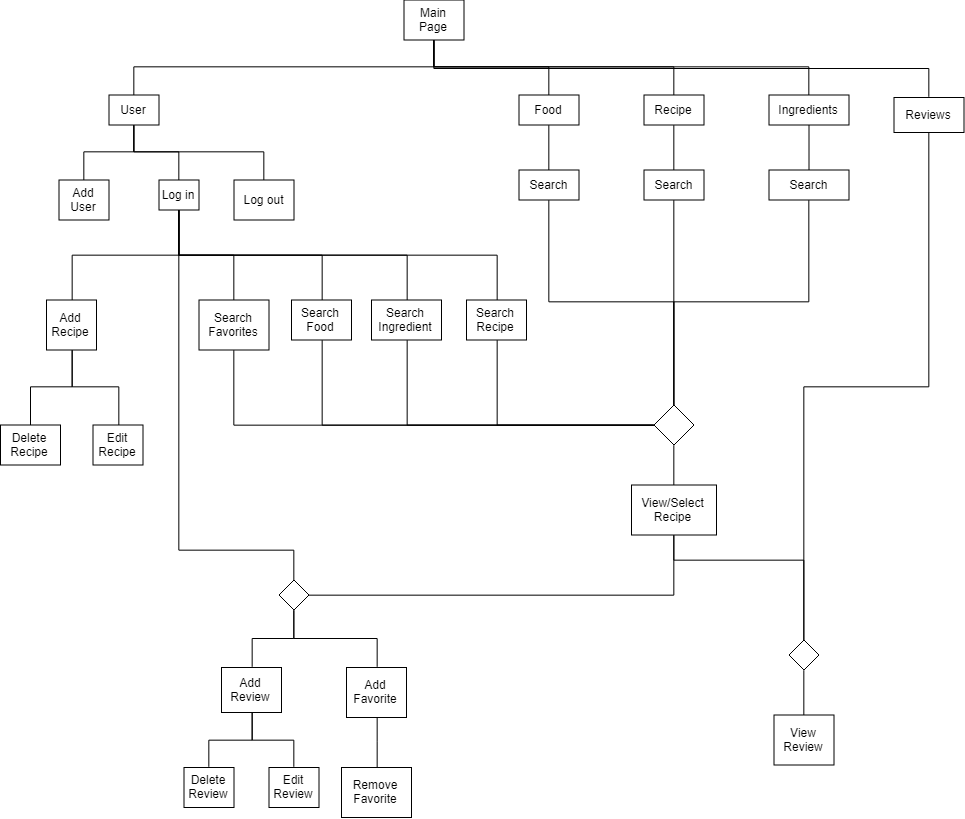 Main
Page
User
Food
Recipe
Ingredients
Reviews
Add
User
Log in
Log out
Search
Search
Search
Add
Recipe
Search
Favorites
Search
Food
Search
Ingredient
Search
Recipe
Delete
Recipe
Edit
Recipe
View/Select
Recipe
Add
Review
Add
Favorite
View
Review
Delete
Review
Edit
Review
Remove
Favorite